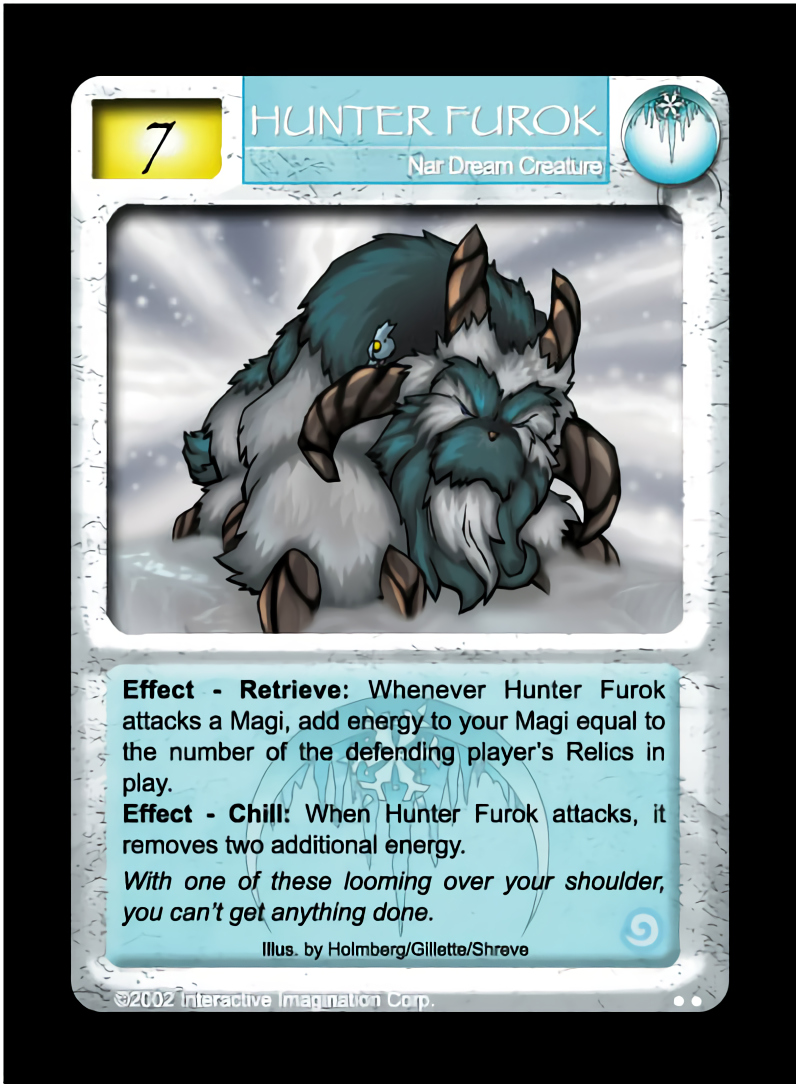 7
HUNTER FUROK
Nar Dream Creature
Effect - Retrieve: Whenever Hunter Furok
attacks a Magi, add energy to your Magi equal to
the number of the defending player's Relics in
play.
Effect - Chill: When Hunter Furok attacks, it
removes two additional energy.
With one of these looming over your shoulder,
you can't get anything done.
Illus. by Holmberg/Gillette/Shreve
©2002 Interactive Imagination Corp.